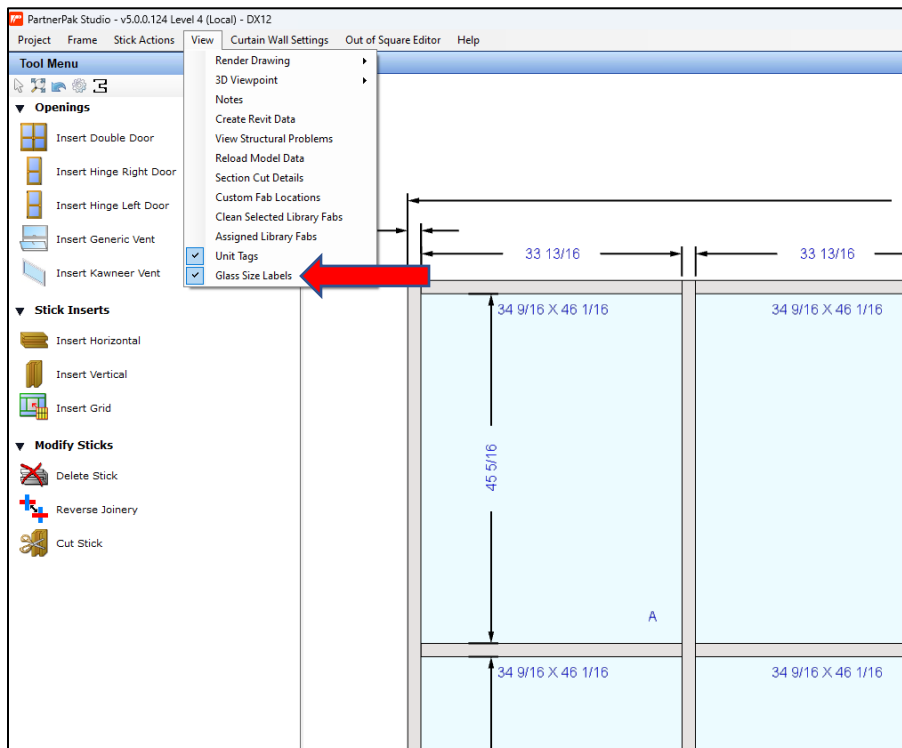 PartnerPak Studio - v5.0.0.124 Level 4 (Local) - DX12
Project Frame Stick Actions View Curtain Wall Settings Out of Square Editor Help
Tool Menu
Openings
Insert Double Door
Insert Hinge Right Door
Insert Hinge Left Door
Insert Generic Vent
Insert Kawneer Vent
Stick Inserts
Insert Horizontal
Insert Vertical
Insert Grid
Modify Sticks
Delete Stick
Reverse Joinery
Cut Stick
Render Drawing
3D Viewpoint
Notes
Create Revit Data
View Structural Problems
Reload Model Data
Section Cut Details
Custom Fab Locations
Clean Selected Library Fabs
Assigned Library Fabs
Unit Tags
Glass Size Labels
33 13/16 33 13/16
34 9/16 X 46 1/16 34 9/16 X 46 1/16
45 5/16
A
34 9/16 X 46 1/16 34 9/16 X 46 1/16